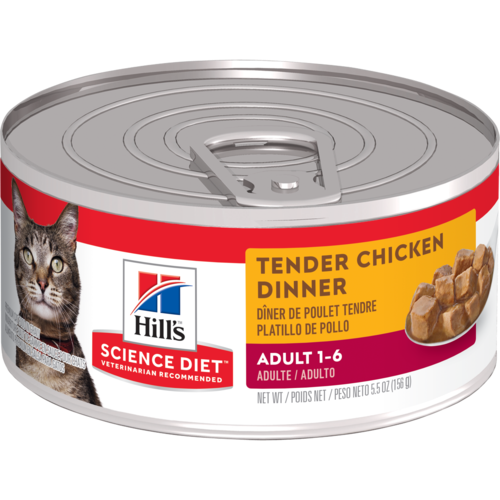 Hill's
SCIENCE DIET™
VETERINARIAN RECOMMENDED
TENDER CHICKEN
DINNER
DÎNER DE POULET TENDRE
PLATILLO DE POLLO
ADULT 1-6
ADULTE / ADULTO
NET WT / POIDS NET / PESO NETO 5.5 OZ (156 g)